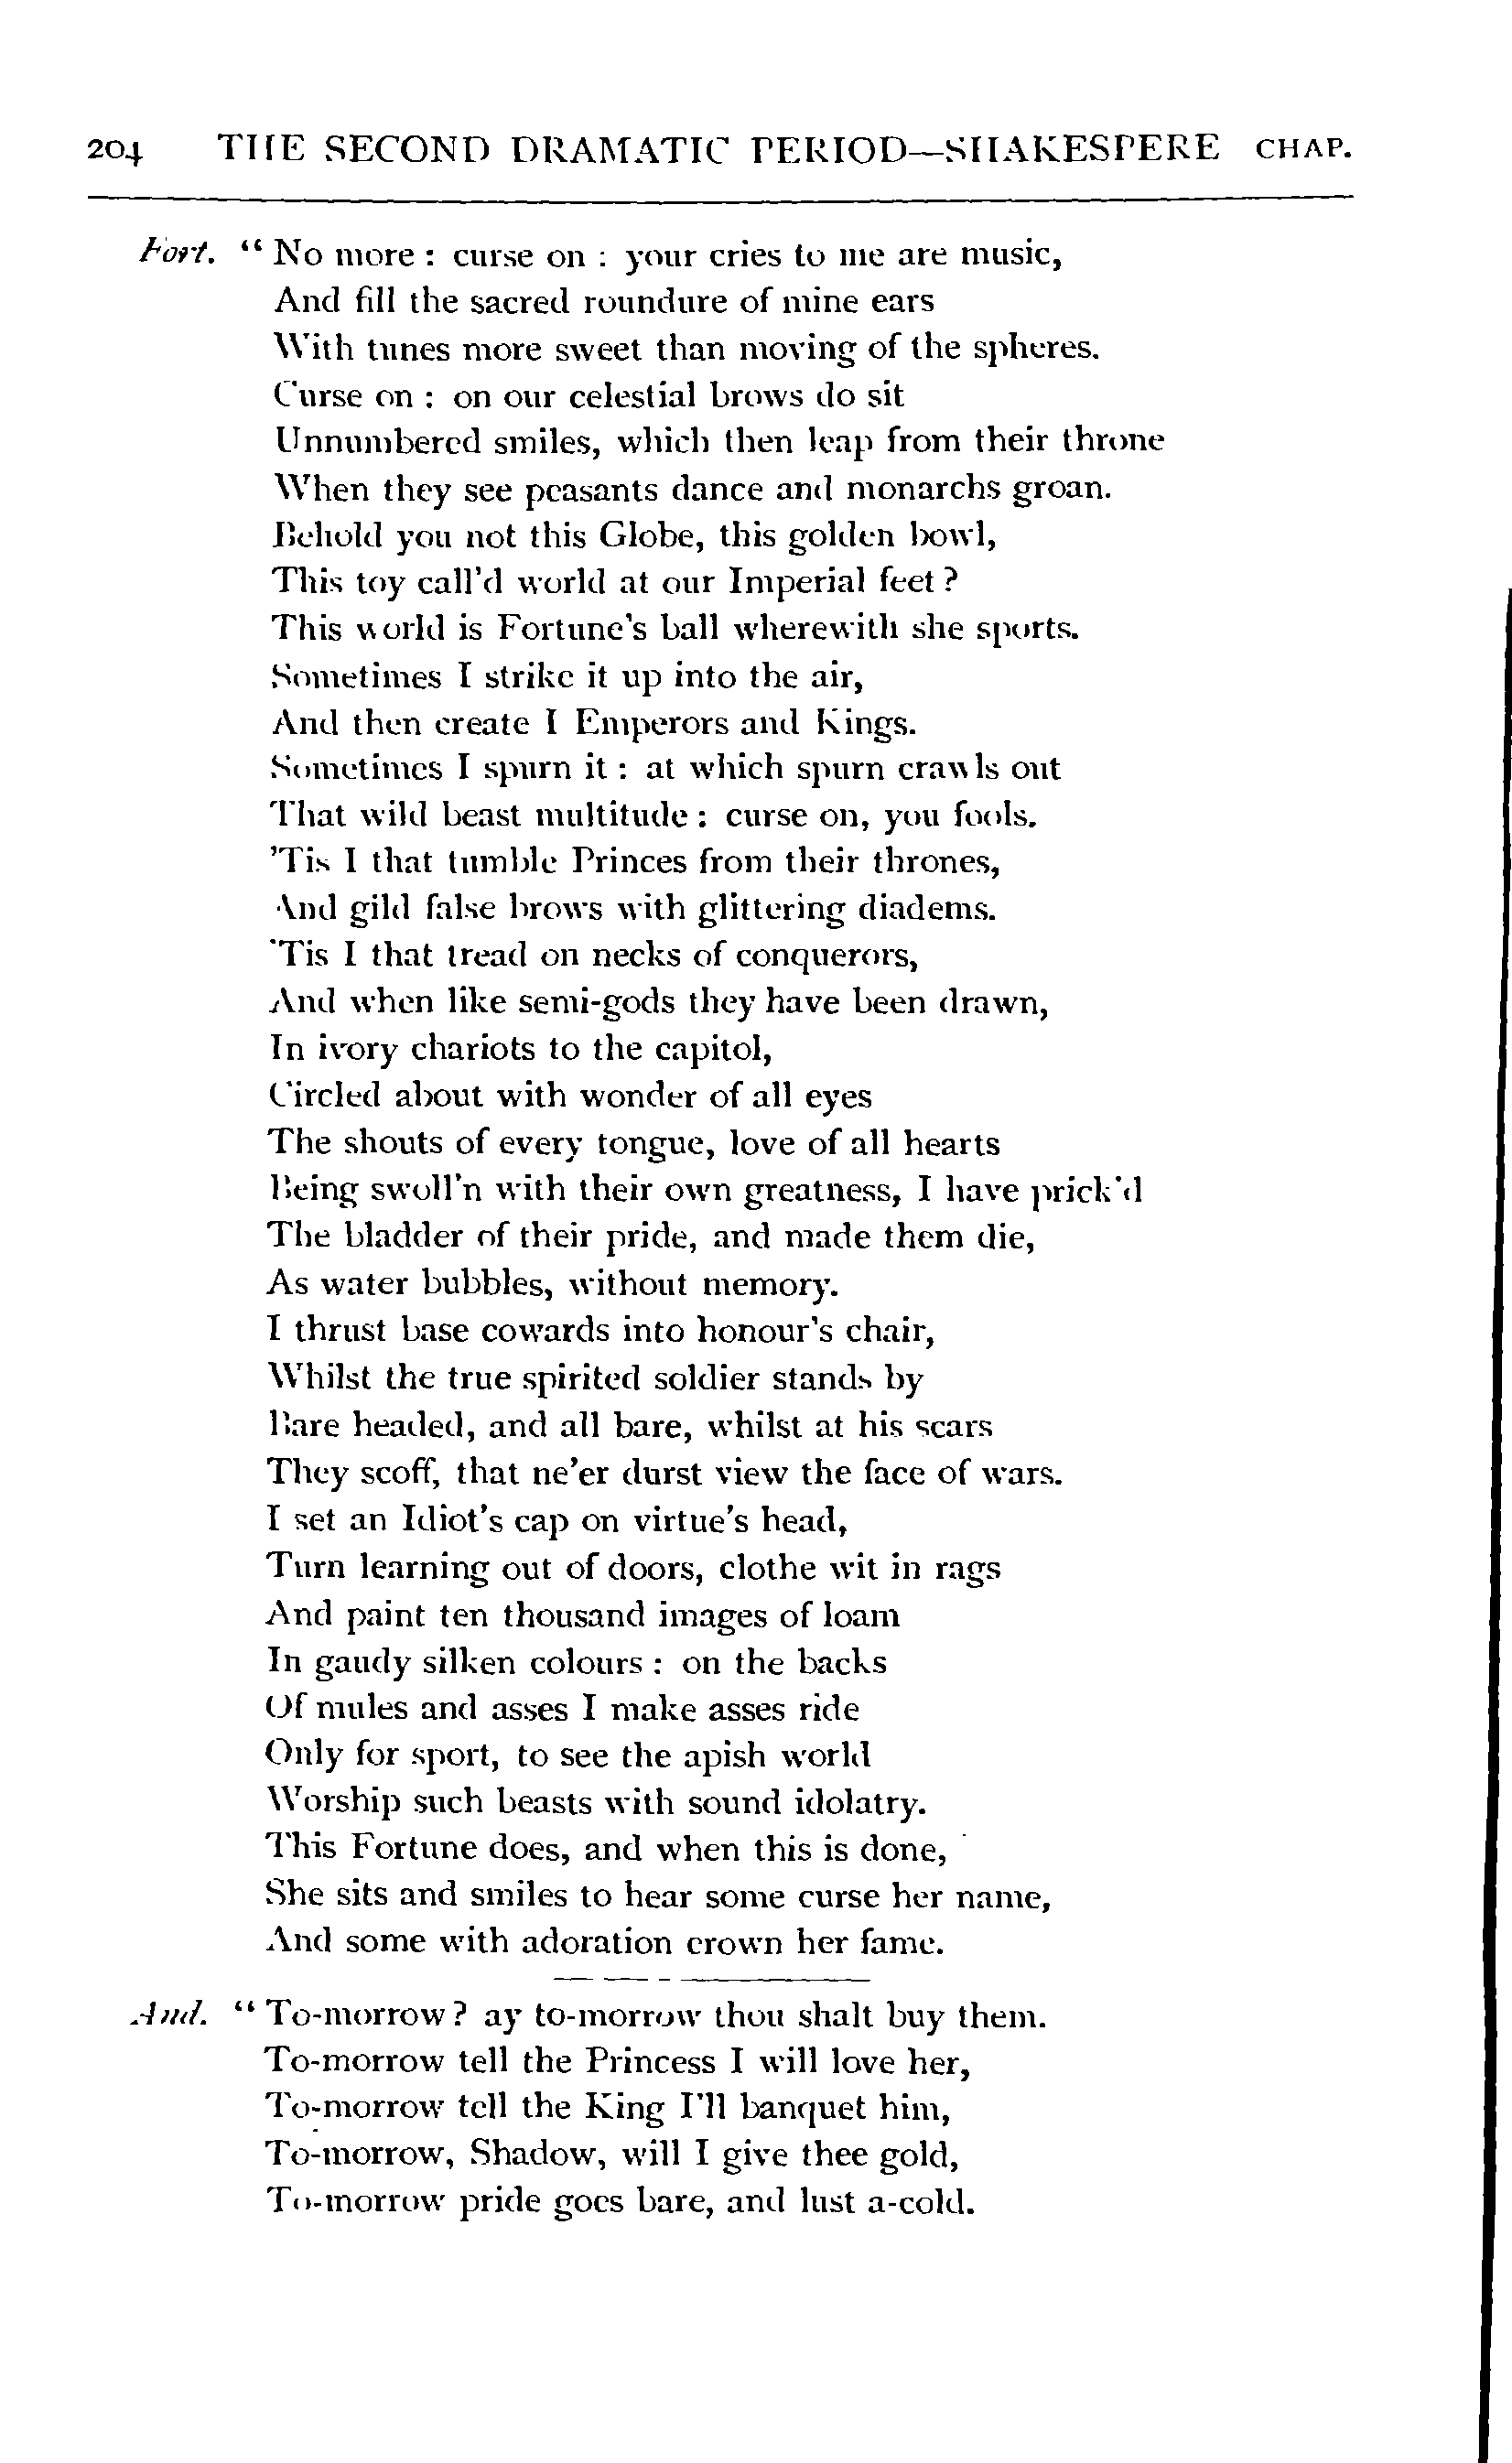 204 THE SECOND DRAMATIC PERIOD—SHAKESPERE CHAP.
Fort. “ No more : curse on : your cries to me are music,
And fill the sacred roundure of mine ears
With tunes more sweet than moving of the spheres.
Curse on : on our celestial brows do sit
Unnumbered smiles, which then leap from their throne
When they see peasants dance and monarchs groan.
Behold you not this Globe, this golden bowl,
This toy call’d world at our Imperial feet ?
This world is Fortune’s ball wherewith she sports.
Sometimes I strike it up into the air,
And then create I Emperors and Kings.
Sometimes I spurn it : at which spurn crawls out
That wild beast multitude : curse on, you fools.
’Tis I that tumble Princes from their thrones,
And gild false brows with glittering diadems.
’Tis I that tread on necks of conquerors,
And when like semi-gods they have been drawn,
In ivory chariots to the capitol,
Circled about with wonder of all eyes
The shouts of every tongue, love of all hearts
Being swoll’n with their own greatness, I have prick’d
The bladder of their pride, and made them die,
As water bubbles, without memory.
I thrust base cowards into honour’s chair,
Whilst the true spirited soldier stands by
Bare headed, and all bare, whilst at his scars
They scoff, that ne’er durst view the face of wars.
I set an Idiot’s cap on virtue’s head,
Turn learning out of doors, clothe wit in rags
And paint ten thousand images of loam
In gaudy silken colours : on the backs
Of mules and asses I make asses ride
Only for sport, to see the apish world
Worship such beasts with sound idolatry.
This Fortune does, and when this is done,
She sits and smiles to hear some curse her name,
And some with adoration crown her fame.
And. “ To-morrow ? ay to-morrow thou shalt buy them.
To-morrow tell the Princess I will love her,
To-morrow tell the King I’ll banquet him,
To-morrow, Shadow, will I give thee gold,
To-morrow pride goes bare, and lust a-cold.